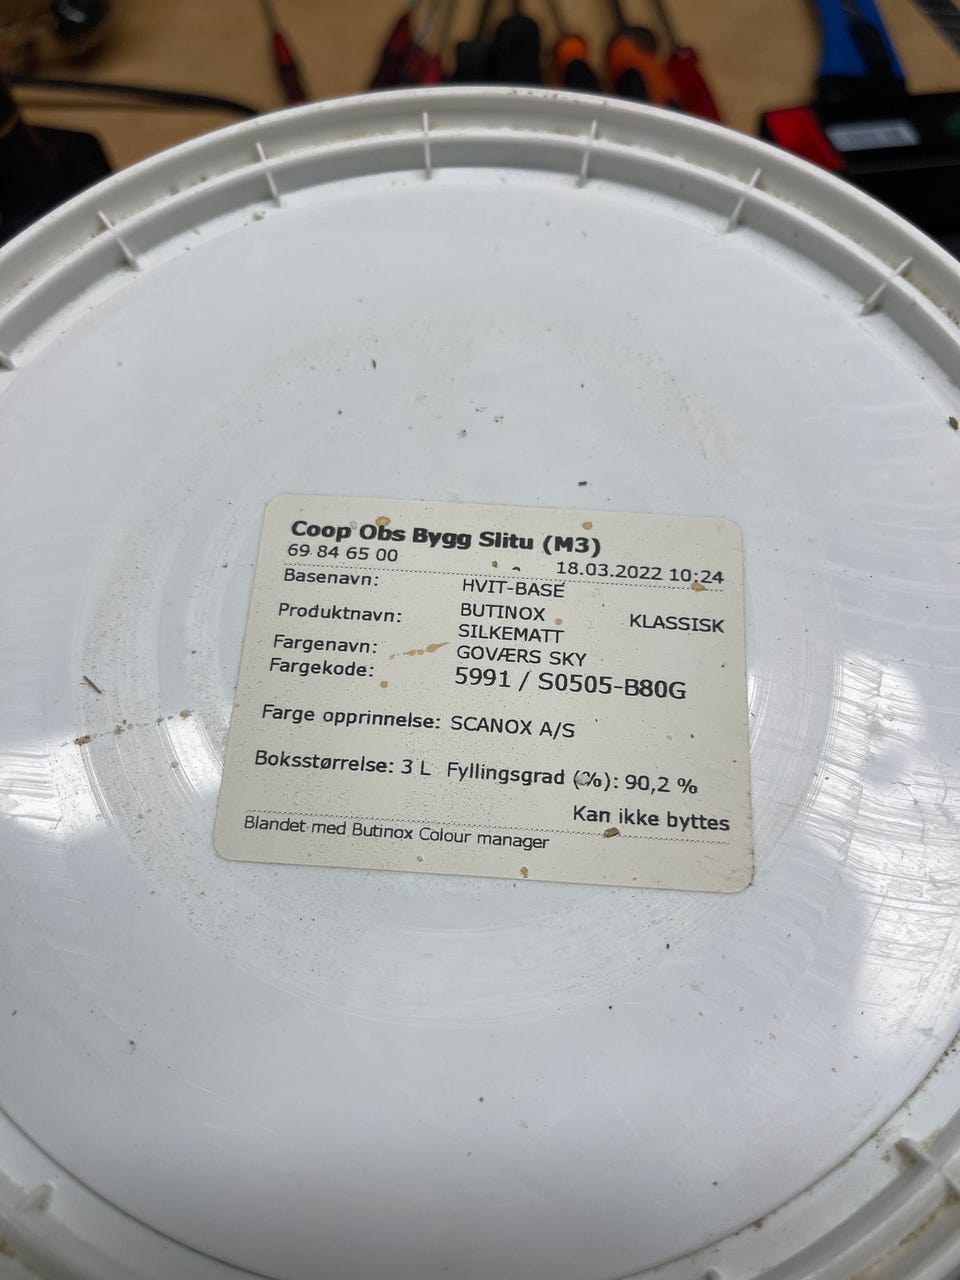 Coop Obs Bygg Slitu (M3)
69 84 65 00 18.03.2022 10:24
Basenavn: HVIT-BASE
Produktnavn: BUTINOX KLASSISK
SILKEMATT
Fargenavn: GOVÆRS SKY
Fargekode: 5991 / S0505-B80G
Farge opprinnelse: SCANOX A/S
Boksstørrelse: 3 L Fyllingsgrad (%): 90,2 %
Kan ikke byttes
Blandet med Butinox Colour manager